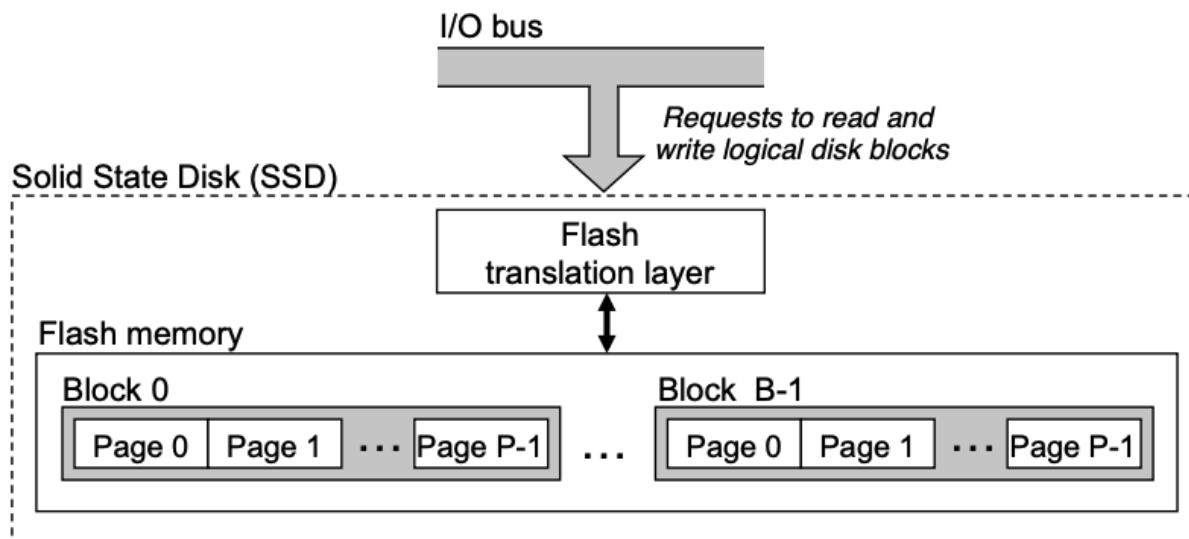 I/O bus
Requests to read and
write logical disk blocks
Solid State Disk (SSD)
Flash
translation layer
Flash memory
Block 0
Block B-1
Page 0 Page 1 ... Page P-1 ... Page 0 Page 1 ... Page P-1